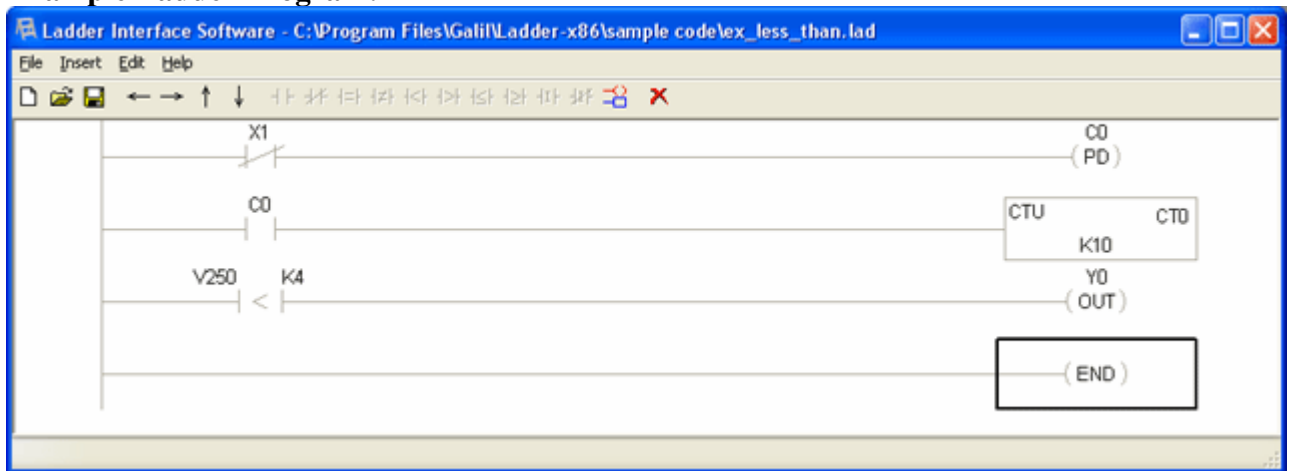 Ladder Interface Software - C:\Program Files\Galil\Ladder-x86\sample code\ex_less_than.lad
File Insert Edit Help
X1 C0
( PD )
C0
CTU CT0
K10
V250 K4 Y0
< ( OUT )
( END )